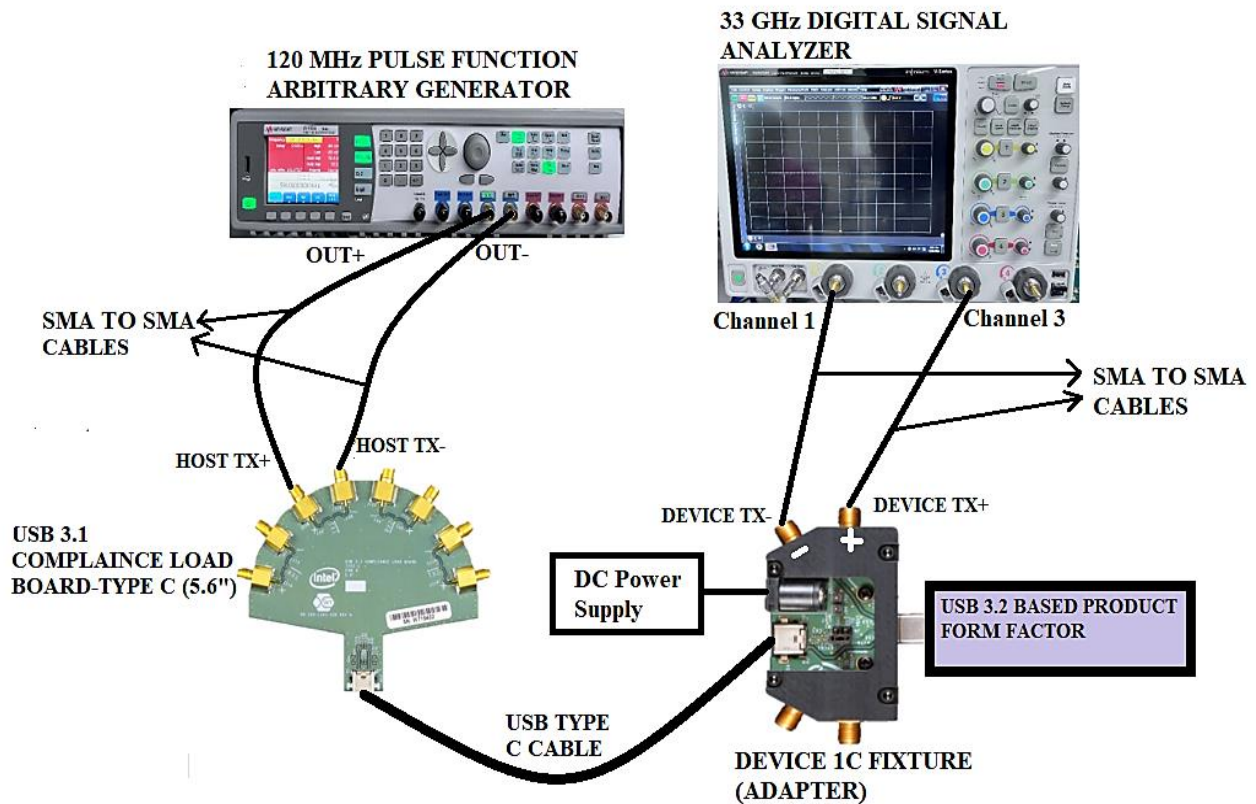 33 GHz DIGITAL SIGNAL
ANALYZER
120 MHz PULSE FUNCTION
ARBITRARY GENERATOR
OUT+
OUT-
SMA TO SMA
CABLES
Channel 1
Channel 3
SMA TO SMA
CABLES
HOST TX+
HOST TX-
USB 3.1
COMPLAINCE LOAD
BOARD-TYPE C (5.6")
intel
DEVICE TX-
DEVICE TX+
- +
DC Power
Supply
USB 3.2 BASED PRODUCT
FORM FACTOR
USB TYPE
C CABLE
DEVICE 1C FIXTURE
(ADAPTER)